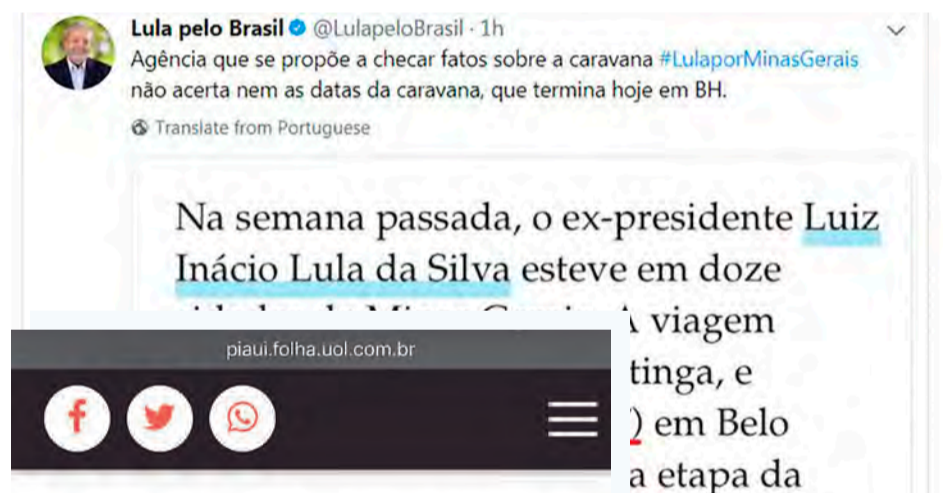 Lula pelo Brasil @LulapeloBrasil · 1h
Agência que se propõe a checar fatos sobre a caravana #LulaporMinasGerais
não acerta nem as datas da caravana, que termina hoje em BH.
Translate from Portuguese
Na semana passada, o ex-presidente Luiz
Inácio Lula da Silva esteve em doze
viagem
tinga, e
) em Belo
a etapa da
piaui.folha.uol.com.br